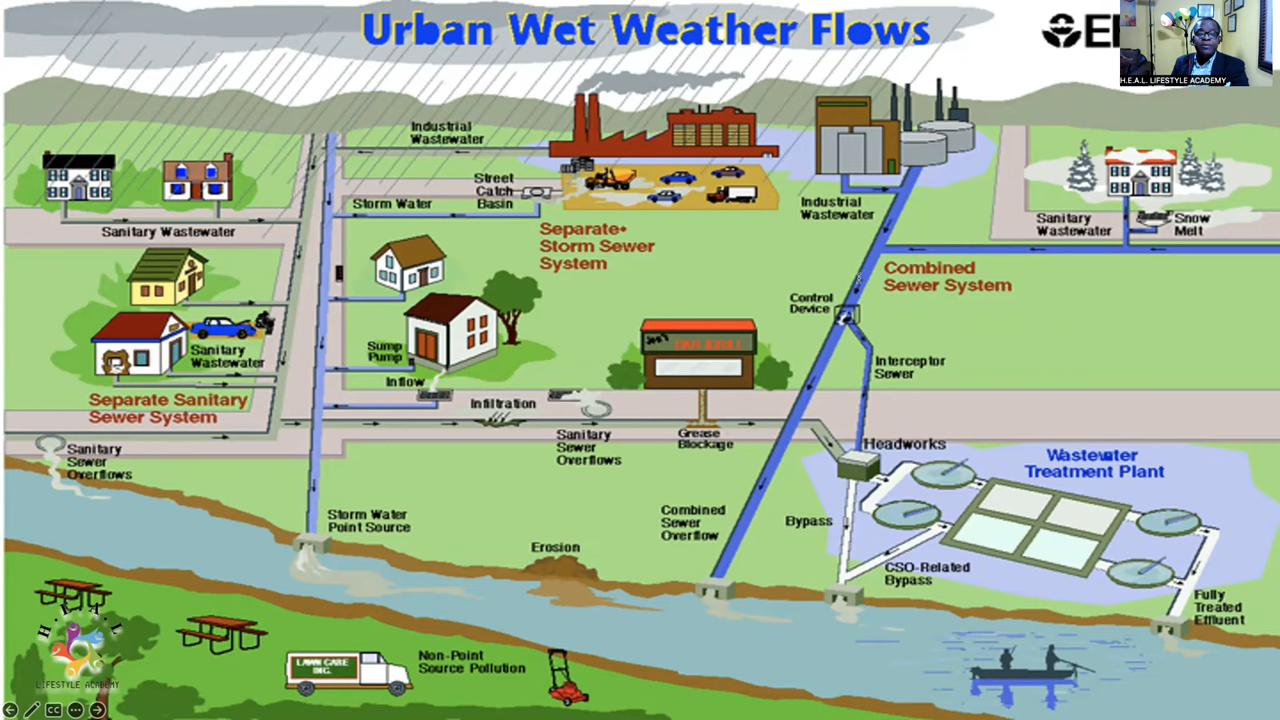 Urban Wet Weather Flows
H.E.A.L. LIFESTYLE ACADEMY
Industrial
Wastewater
Street
Catch
Basin
Storm Water
Sanitary Wastewater
Separate
Storm Sewer
System
Industrial
Wastewater
Sanitary
Wastewater
Snow
Melt
Combined
Sewer System
Control
Device
Sanitary
Wastewater
Sump
Pump
Inflow
Interceptor
Sewer
Separate Sanitary
Sewer System
Infiltration
Sanitary
Sewer
Overflows
Sanitary
Sewer
Overflows
Grease
Blockage
Headworks
Wastewater
Treatment Plant
Storm Water
Point Source
Combined
Sewer
Overflow
Bypass
Erosion
CSO-Related
Bypass
Fully
Treated
Effluent
LAWN CARE
INC.
Non-Point
Source Pollution
H.E.A.L
LIFESTYLE ACADEMY
CC